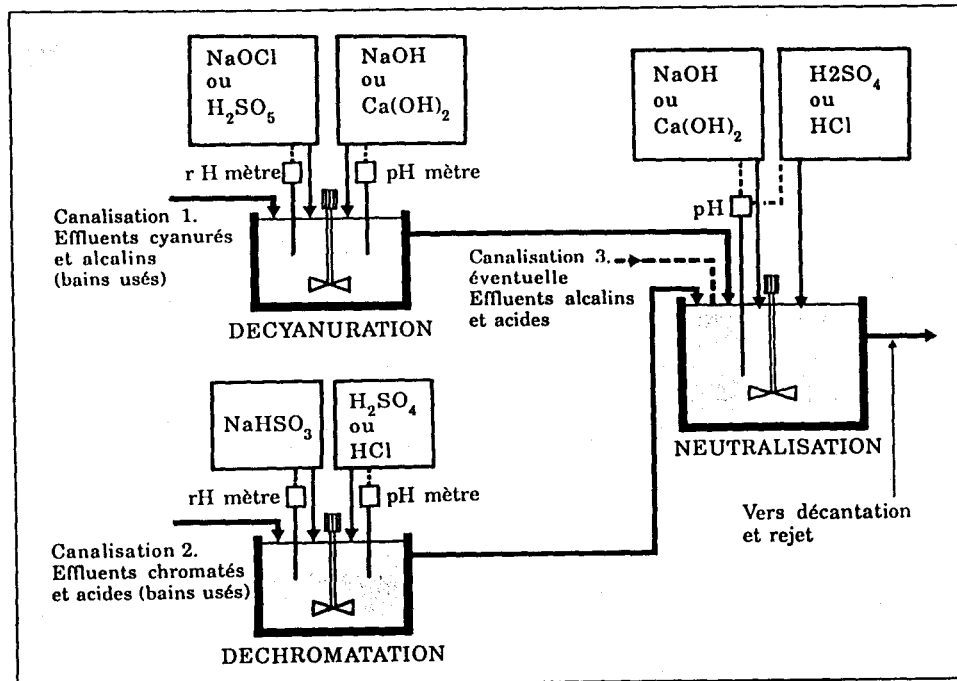 NaOCl
ou
H₂SO₅
NaOH
ou
Ca(OH)₂
r H mètre
pH mètre
Canalisation 1.
Effluents cyanurés
et alcalins
(bains usés)
DECYANURATION
NaOH
ou
Ca(OH)₂
H2SO₄
ou
HCl
pH
Canalisation 3.
éventuelle
Effluents alcalins
et acides
NEUTRALISATION
Vers décantation
et rejet
NaHSO₃
H₂SO₄
ou
HCl
rH mètre
pH mètre
Canalisation 2.
Effluents chromatés
et acides (bains usés)
DECHROMATATION